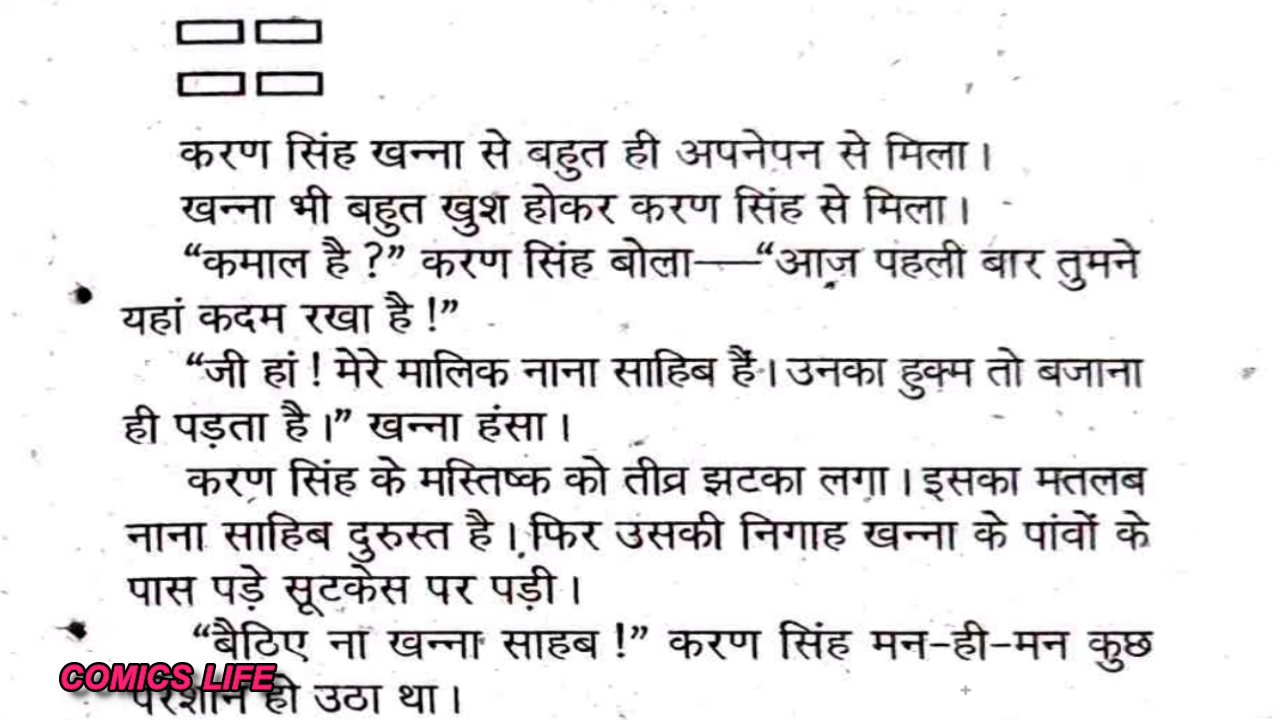 करण सिंह खन्ना से बहुत ही अपनेपन से मिला।
खन्ना भी बहुत खुश होकर करण सिंह से मिला।
“कमाल है ?” करण सिंह बोला—“आज पहली बार तुमने
यहां कदम रखा है !”
“जी हां ! मेरे मालिक नाना साहिब हैं। उनका हुक्म तो बजाना
ही पड़ता है।” खन्ना हंसा।
करण सिंह के मस्तिष्क को तीव्र झटका लगा। इसका मतलब
नाना साहिब दुरुस्त है। फिर उसकी निगाह खन्ना के पांवों के
पास पड़े सूटकेस पर पड़ी।
“बैठिए ना खन्ना साहब !” करण सिंह मन-ही-मन कुछ
परेशान हो उठा था।
COMICS LIFE